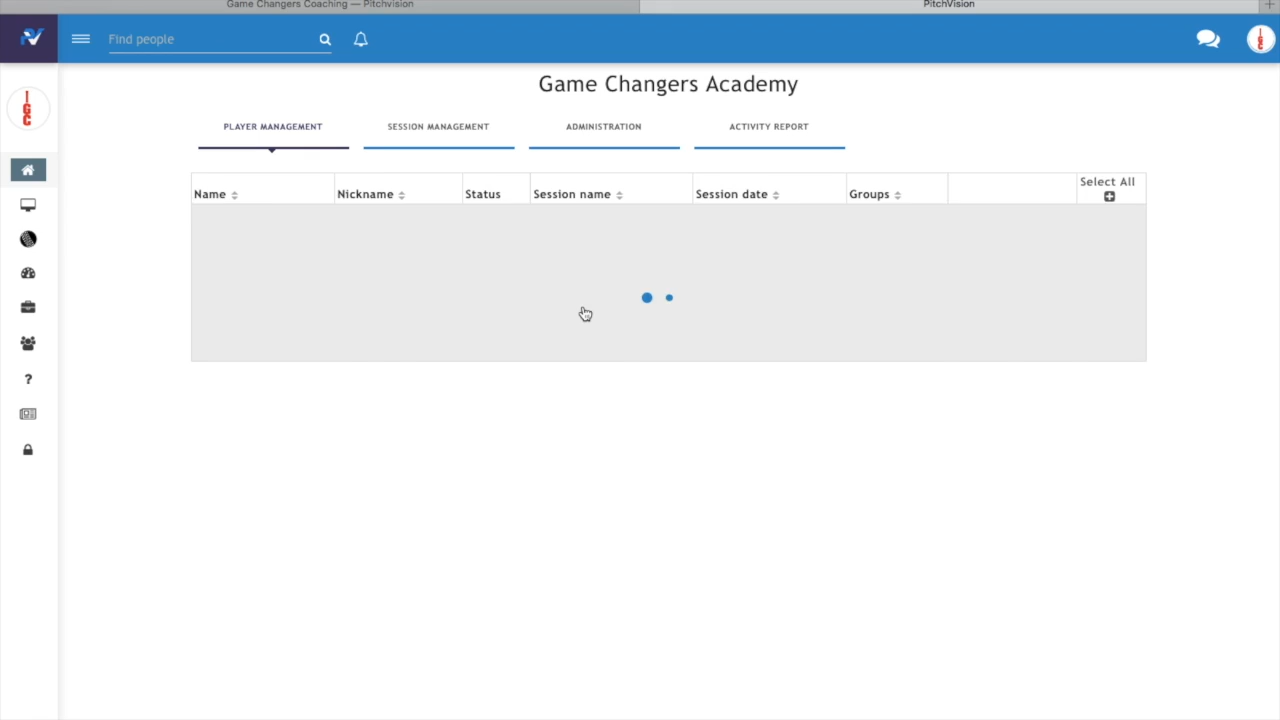 Game Changers Coaching — Pitchvision
PitchVision
Find people
Game Changers Academy
PLAYER MANAGEMENT
SESSION MANAGEMENT
ADMINISTRATION
ACTIVITY REPORT
Name
Nickname
Status
Session name
Session date
Groups
Select All
GC
?